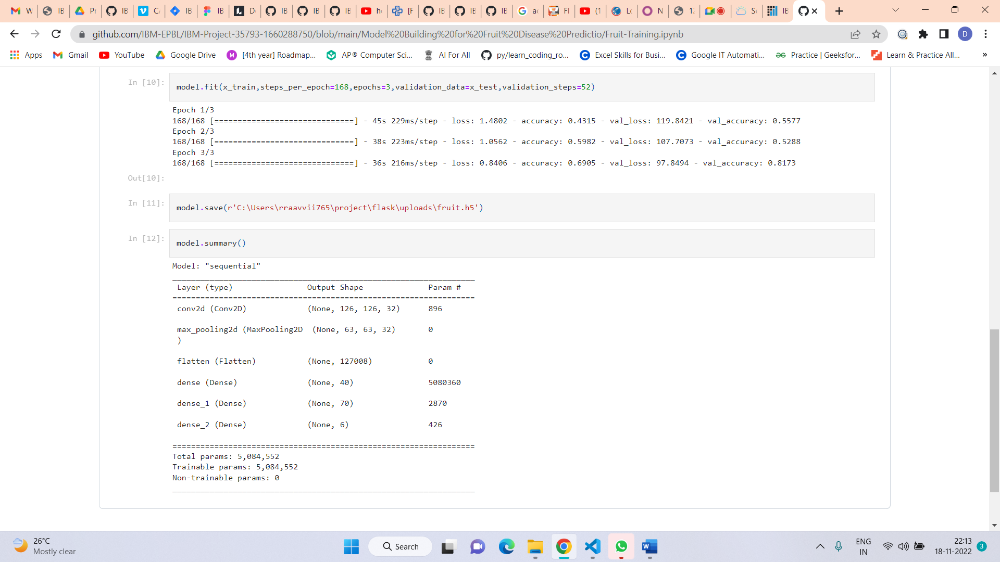 W
IB
Pr
IB
CA
IB
IB
D
IB
IB
IB
h
[F
IB
IB
IB
ac
FI
(1
Lo
N
12
Se
IB
github.com/IBM-EPBL/IBM-Project-35793-1660288750/blob/main/Model%20Building%20for%20Fruit%20Disease%20Predictio/Fruit-Training.ipynb
D
Apps
Gmail
YouTube
Google Drive
M [4th year] Roadmap...
AP® Computer Sci...
AI For All
py/learn_coding_ro...
C Excel Skills for Busi...
C Google IT Automati...
Practice | Geeksfor...
Learn & Practice All...
»
In [10]: model.fit(x_train,steps_per_epoch=168,epochs=3,validation_data=x_test,validation_steps=52)
Epoch 1/3
168/168 [==============================] - 45s 229ms/step - loss: 1.4802 - accuracy: 0.4315 - val_loss: 119.8421 - val_accuracy: 0.5577
Epoch 2/3
168/168 [==============================] - 38s 223ms/step - loss: 1.0562 - accuracy: 0.5982 - val_loss: 107.7073 - val_accuracy: 0.5288
Epoch 3/3
168/168 [==============================] - 36s 216ms/step - loss: 0.8406 - accuracy: 0.6905 - val_loss: 97.8494 - val_accuracy: 0.8173
Out[10]:
In [11]: model.save(r'C:\Users\rraavvii765\project\flask\uploads\fruit.h5')
In [12]: model.summary()
Model: "sequential"
_________________________________________________________________
Layer (type) Output Shape Param #
=================================================================
conv2d (Conv2D) (None, 126, 126, 32) 896
max_pooling2d (MaxPooling2D (None, 63, 63, 32) 0
)
flatten (Flatten) (None, 127008) 0
dense (Dense) (None, 40) 5080360
dense_1 (Dense) (None, 70) 2870
dense_2 (Dense) (None, 6) 426
=================================================================
Total params: 5,084,552
Trainable params: 5,084,552
Non-trainable params: 0
_________________________________________________________________
26°C
Mostly clear
Search
W
ENG
IN
22:13
18-11-2022
3